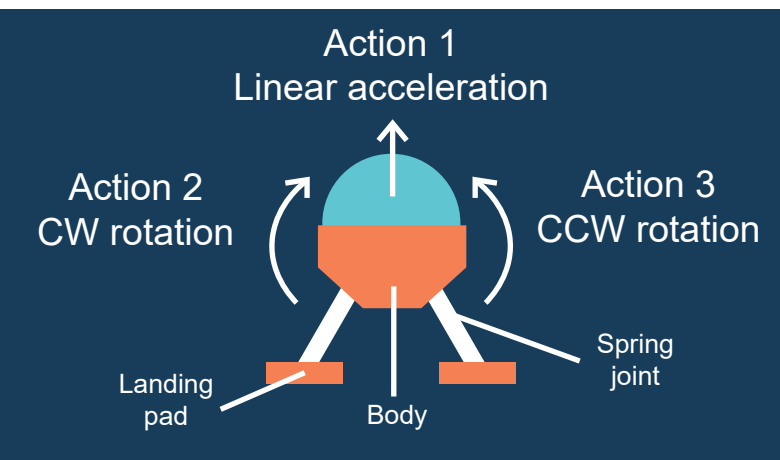 Action 1
Linear acceleration
Action 2
CW rotation
Action 3
CCW rotation
Landing
pad
Body
Spring
joint